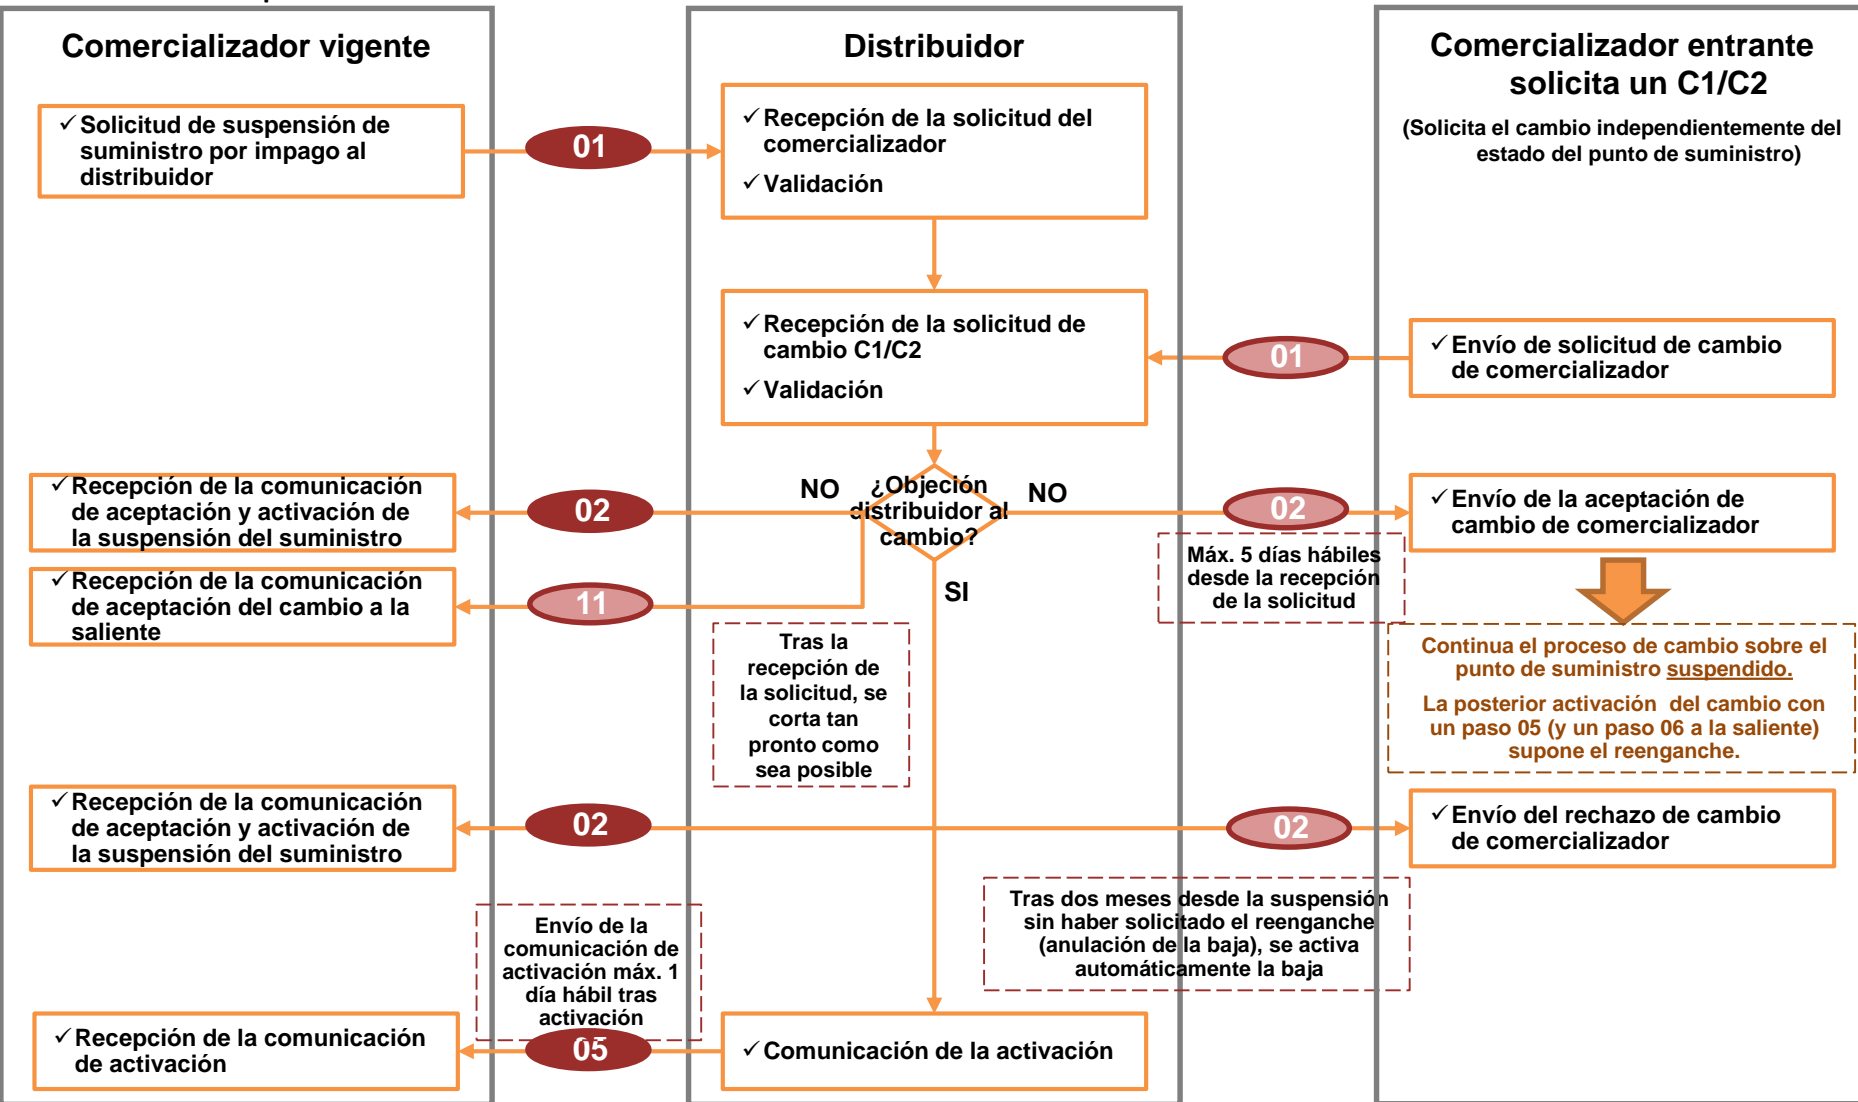 Comercializador vigente
✓ Solicitud de suspensión de
suministro por impago al
distribuidor
01
Distribuidor
✓ Recepción de la solicitud del
comercializador
✓ Validación
Comercializador entrante
solicita un C1/C2
(Solicita el cambio independientemente del
estado del punto de suministro)
✓ Recepción de la solicitud de
cambio C1/C2
✓ Validación
01
✓ Envío de solicitud de cambio
de comercializador
✓ Recepción de la comunicación
de aceptación y activación de
la suspensión del suministro
02
NO
¿Objeción
distribuidor al
cambio?
NO
02
✓ Envío de la aceptación de
cambio de comercializador
Máx. 5 días hábiles
desde la recepción
de la solicitud
✓ Recepción de la comunicación
de aceptación del cambio a la
saliente
11
SI
Tras la
recepción de
la solicitud, se
corta tan
pronto como
sea posible
Continua el proceso de cambio sobre el
punto de suministro suspendido.
La posterior activación del cambio con
un paso 05 (y un paso 06 a la saliente)
supone el reenganche.
✓ Recepción de la comunicación
de aceptación y activación de
la suspensión del suministro
02
02
✓ Envío del rechazo de cambio
de comercializador
Tras dos meses desde la suspensión
sin haber solicitado el reenganche
(anulación de la baja), se activa
automáticamente la baja
Envío de la
comunicación de
activación máx. 1
día hábil tras
activación
✓ Recepción de la comunicación
de activación
05
✓ Comunicación de la activación